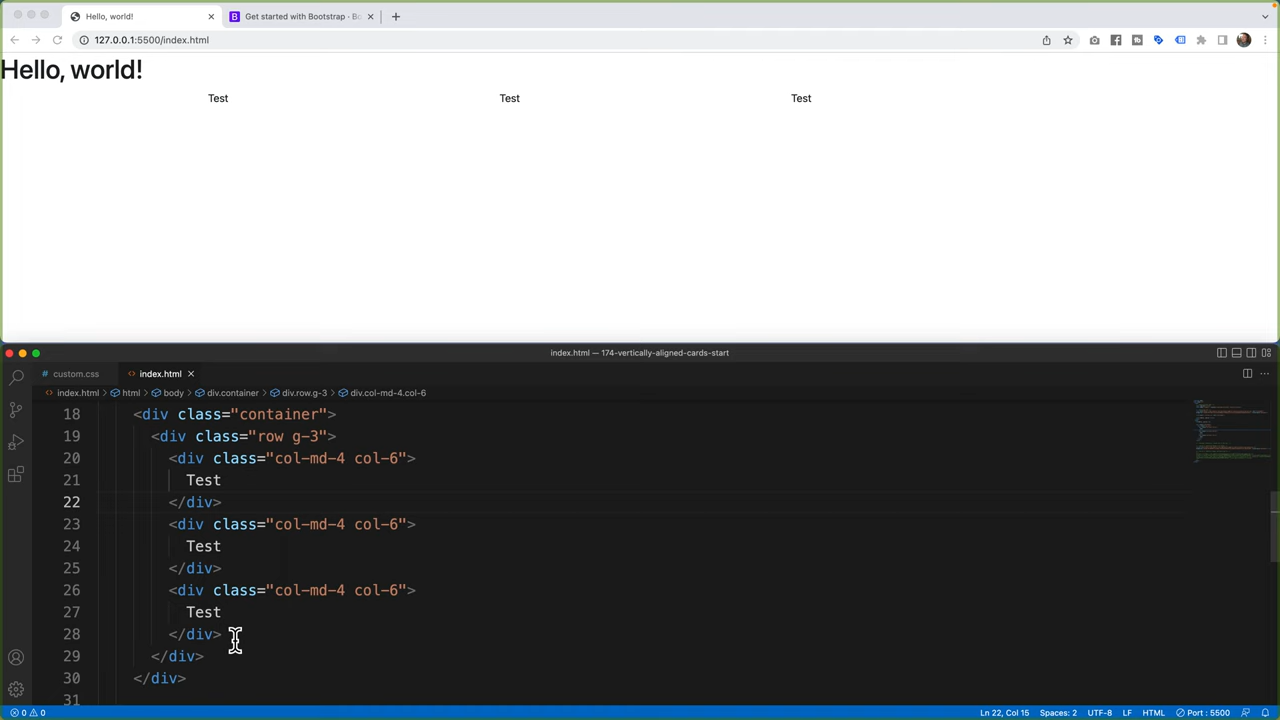 Hello, world!
Get started with Bootstrap · Bo
127.0.0.1:5500/index.html
Hello, world!
Test Test Test
index.html — 174-vertically-aligned-cards-start
# custom.css <> index.html
<> index.html > html > body > div.container > div.row.g-3 > div.col-md-4.col-6
18 <div class="container">
19 <div class="row g-3">
20 <div class="col-md-4 col-6">
21 Test
22 </div>
23 <div class="col-md-4 col-6">
24 Test
25 </div>
26 <div class="col-md-4 col-6">
27 Test
28 </div>
29 </div>
30 </div>
31
0 0 Ln 22, Col 15 Spaces: 2 UTF-8 LF HTML Port : 5500